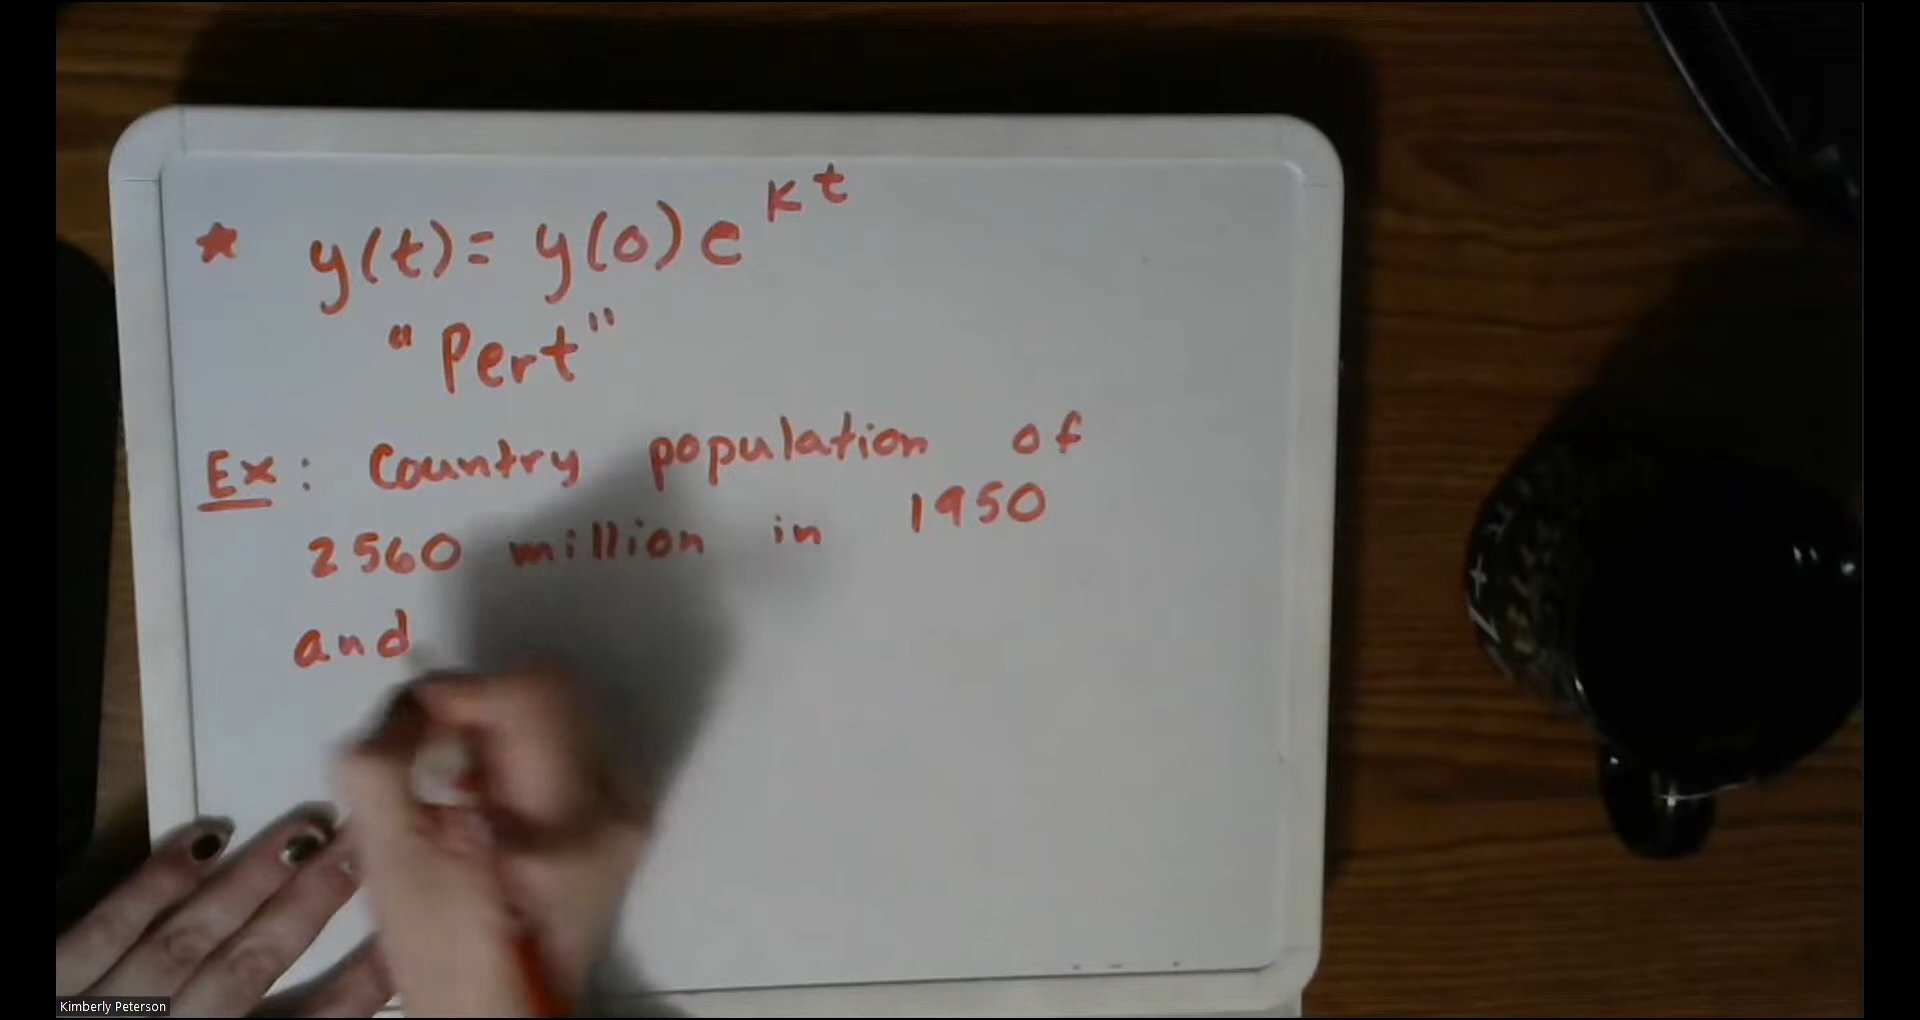 * y(t) = y(0) e^kt
"Pert"
Ex: Country population of
2560 million in 1950
and
Kimberly Peterson